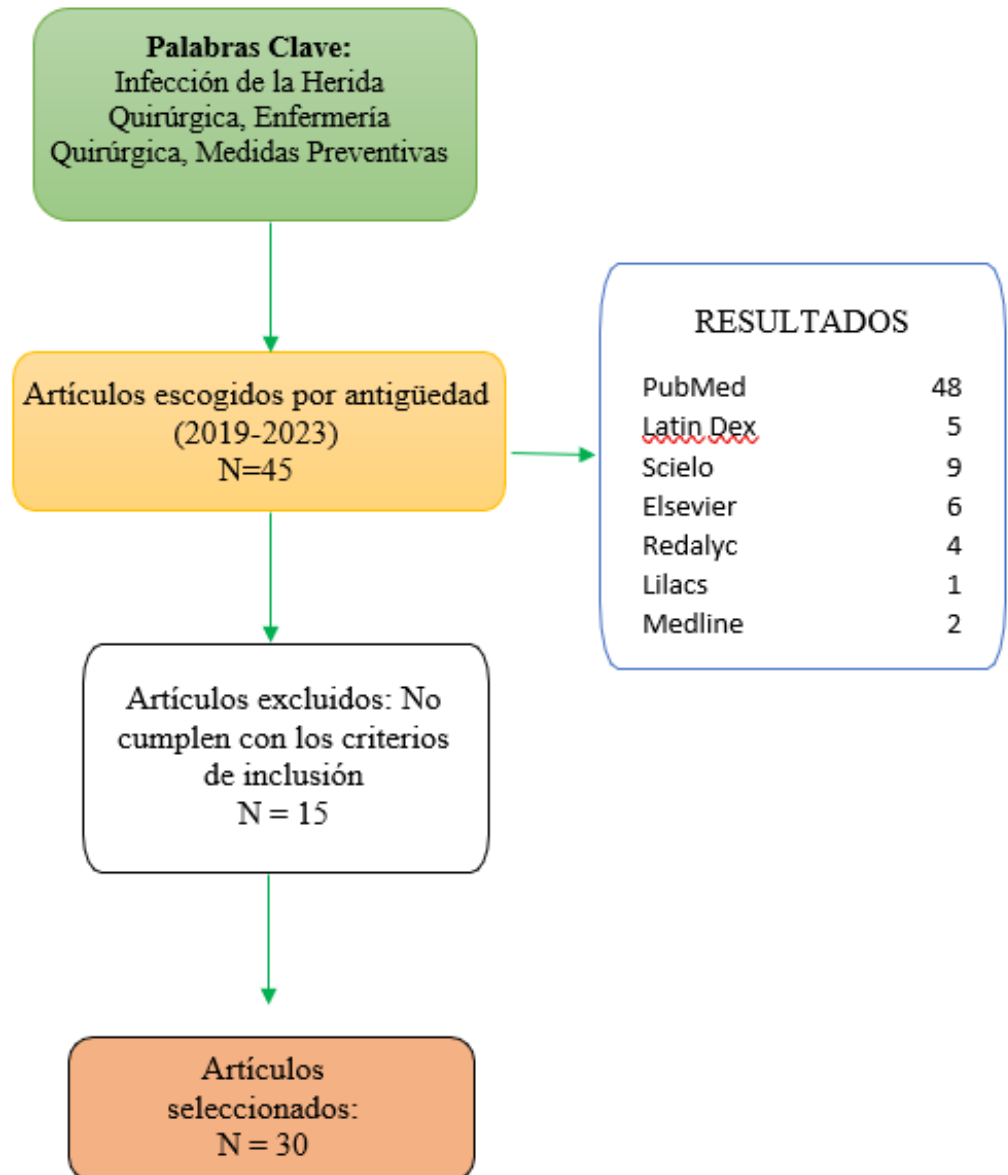 Palabras Clave:
Infección de la Herida
Quirúrgica, Enfermería
Quirúrgica, Medidas Preventivas
Artículos escogidos por antigüedad
(2019-2023)
N=45
RESULTADOS
PubMed 48
Latin Dex 5
Scielo 9
Elsevier 6
Redalyc 4
Lilacs 1
Medline 2
Artículos excluidos: No
cumplen con los criterios
de inclusión
N = 15
Artículos
seleccionados:
N = 30